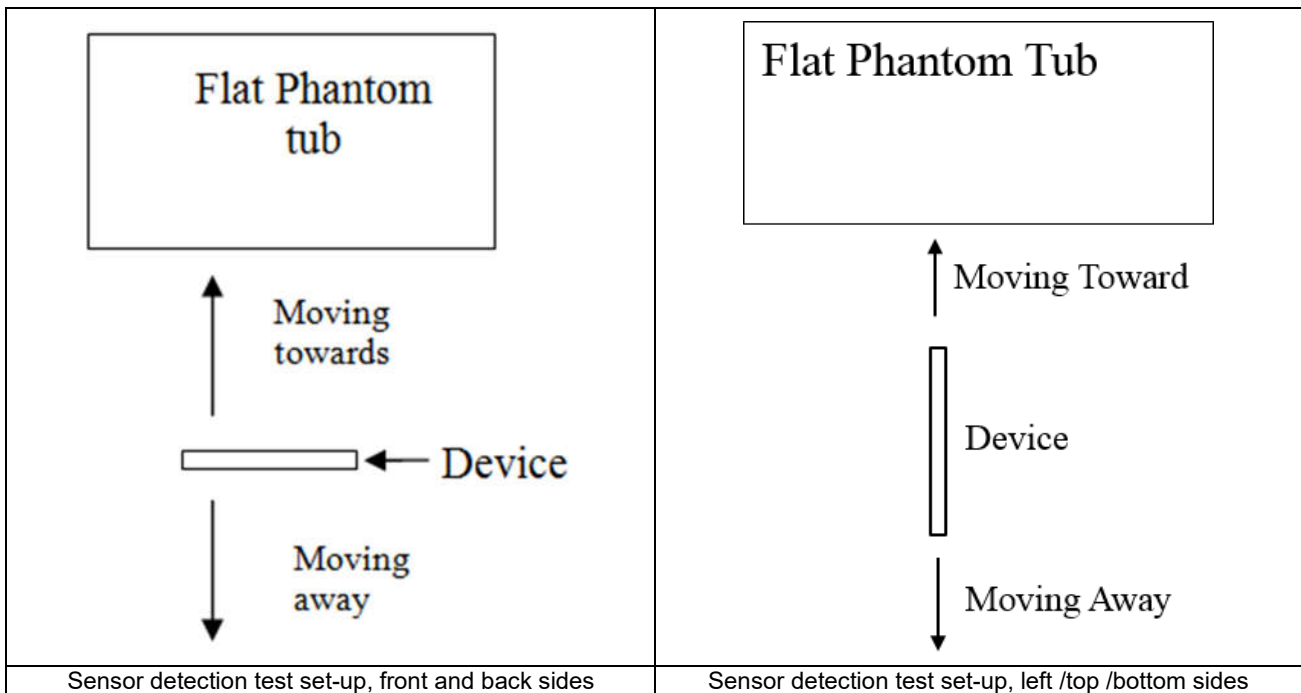 Flat Phantom
tub
Moving
towards
Device
Moving
away
Sensor detection test set-up, front and back sides
Flat Phantom Tub
Moving Toward
Device
Moving Away
Sensor detection test set-up, left /top /bottom sides